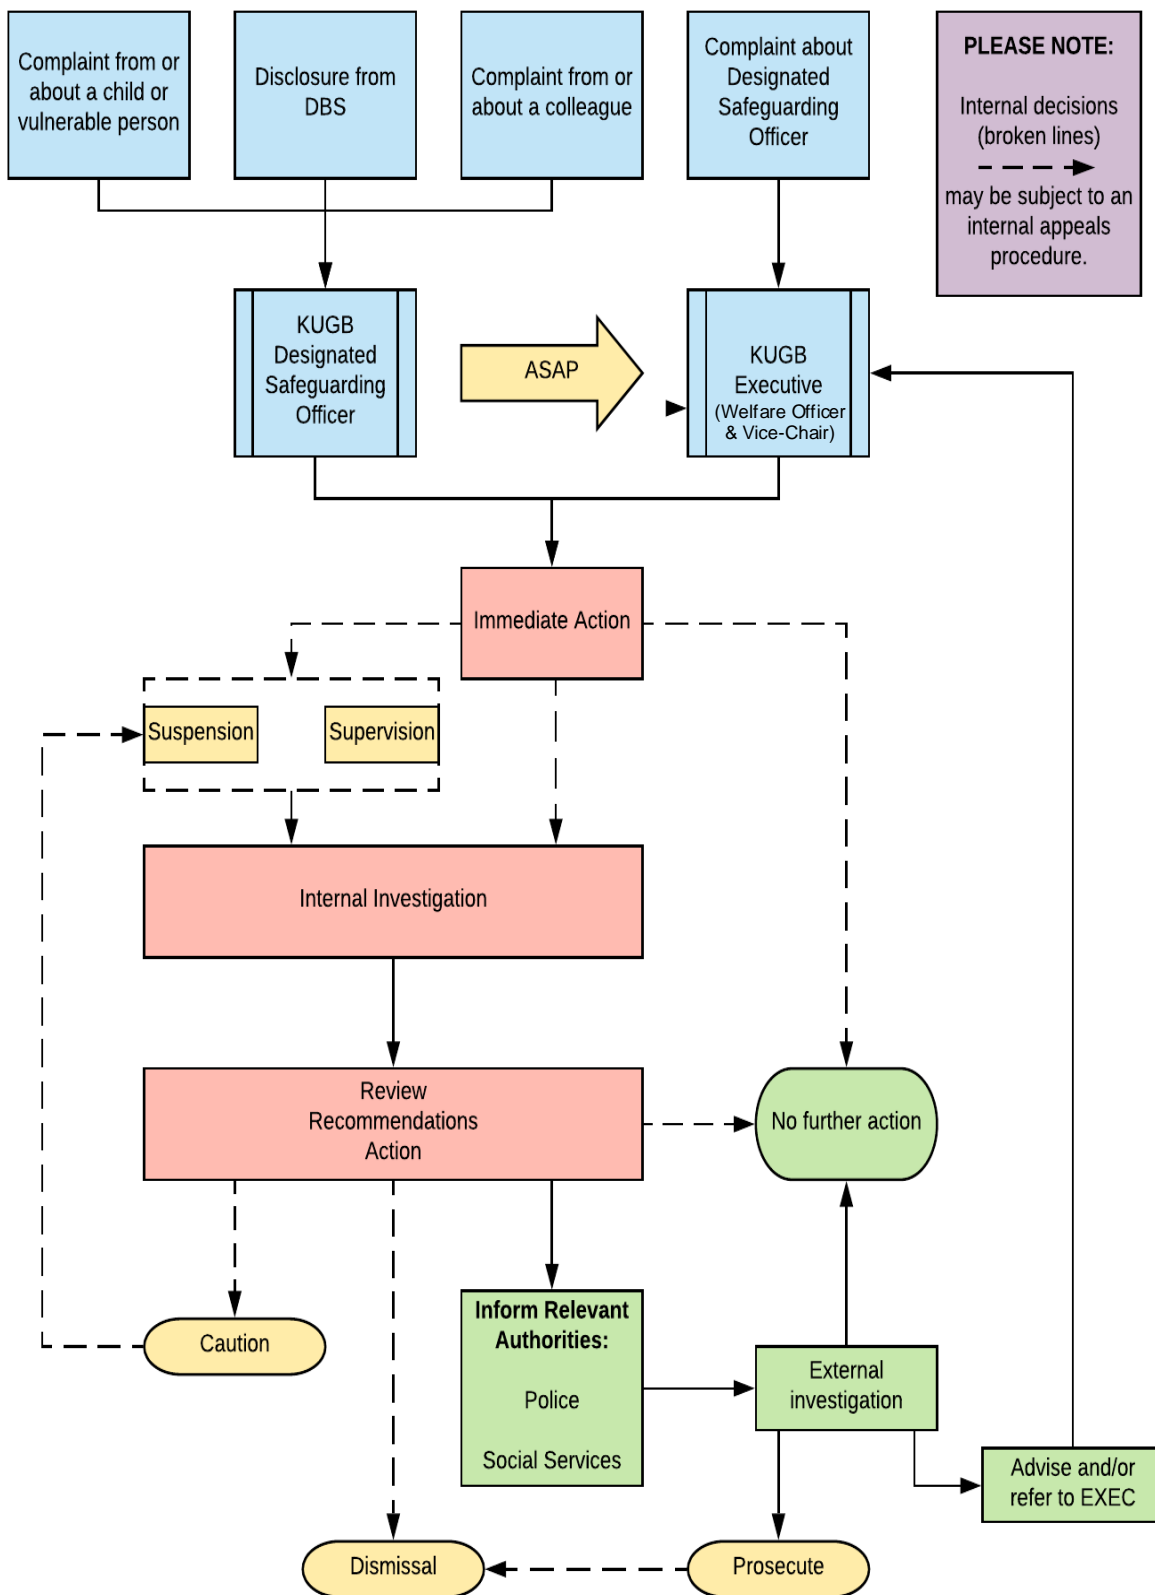 Complaint from or
about a child or
vulnerable person
Disclosure from
DBS
Complaint from or
about a colleague
Complaint about
Designated
Safeguarding
Officer
PLEASE NOTE:
Internal decisions
(broken lines)
may be subject to an
internal appeals
procedure.
KUGB
Designated
Safeguarding
Officer
ASAP
KUGB
Executive
(Welfare Officer
& Vice-Chair)
Immediate Action
Suspension
Supervision
Internal Investigation
Review
Recommendations
Action
No further action
Caution
Inform Relevant
Authorities:
Police
Social Services
External
investigation
Advise and/or
refer to EXEC
Dismissal
Prosecute